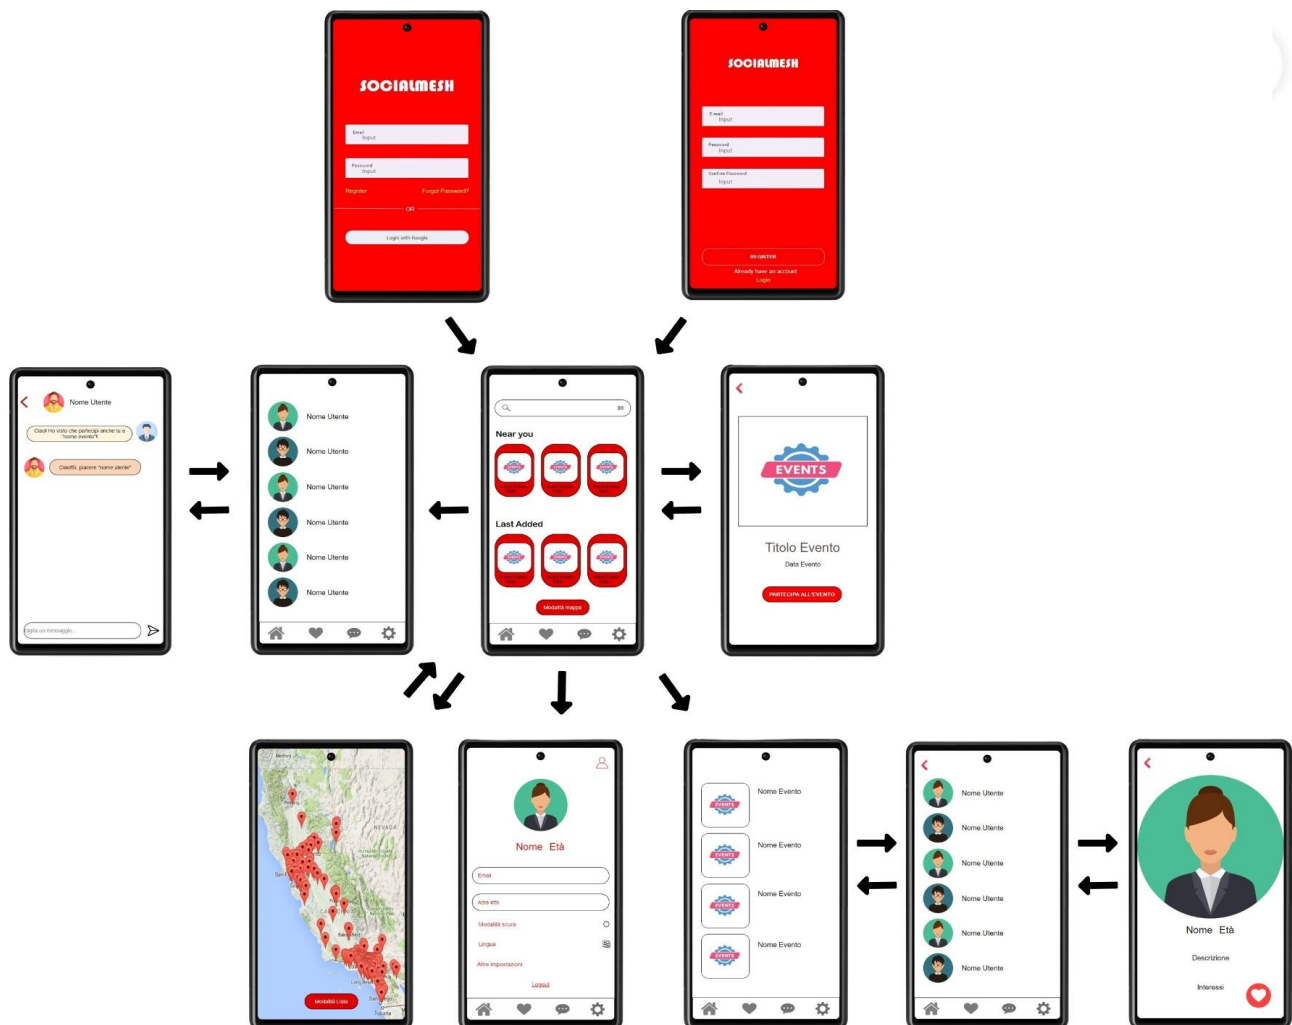 SOCIALMESH
Email
Input
Password
Input
Register
Forgot Password?
OR
Login with Google
SOCIALMESH
E-mail
Input
Password
Input
Confirm Password
Input
REGISTER
Already have an account
Login
Nome Utente
Ciao! Ho visto che partecipi anche tu a
"nome evento"!
Ciao!Sì, piacere "nome utente"
Digita un messaggio...
Nome Utente
Nome Utente
Nome Utente
Nome Utente
Nome Utente
Nome Utente
Near you
EVENTS
EVENTS
EVENTS
Last Added
EVENTS
EVENTS
EVENTS
Modalità mappa
EVENTS
Titolo Evento
Data Evento
PARTECIPA ALL'EVENTO
Medford
NEVADA
Modalità Lista
Nome Età
Email
Altre info
Modalità scura
Lingua
Altre impostazioni
Logout
EVENTS
Nome Evento
EVENTS
Nome Evento
EVENTS
Nome Evento
EVENTS
Nome Evento
Nome Utente
Nome Utente
Nome Utente
Nome Utente
Nome Utente
Nome Utente
Nome Età
Descrizione
Interessi